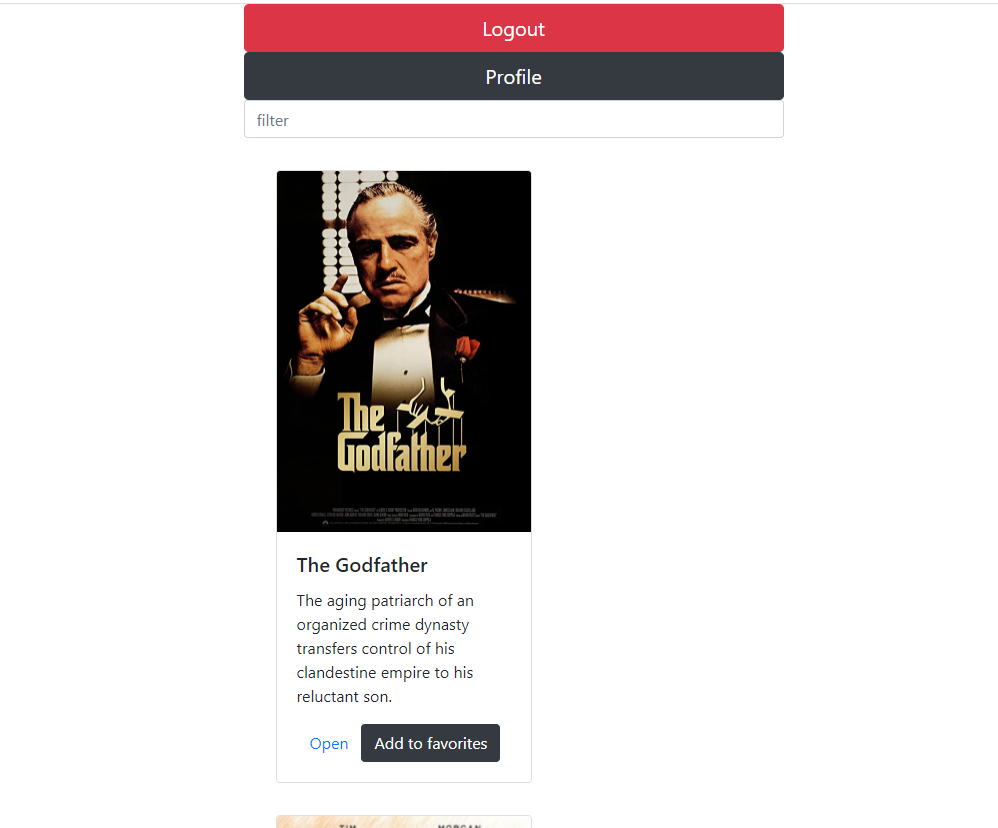 Logout
Profile
filter
The
Godfather
The Godfather
The aging patriarch of an
organized crime dynasty
transfers control of his
clandestine empire to his
reluctant son.
Open Add to favorites
TIM MORGAN